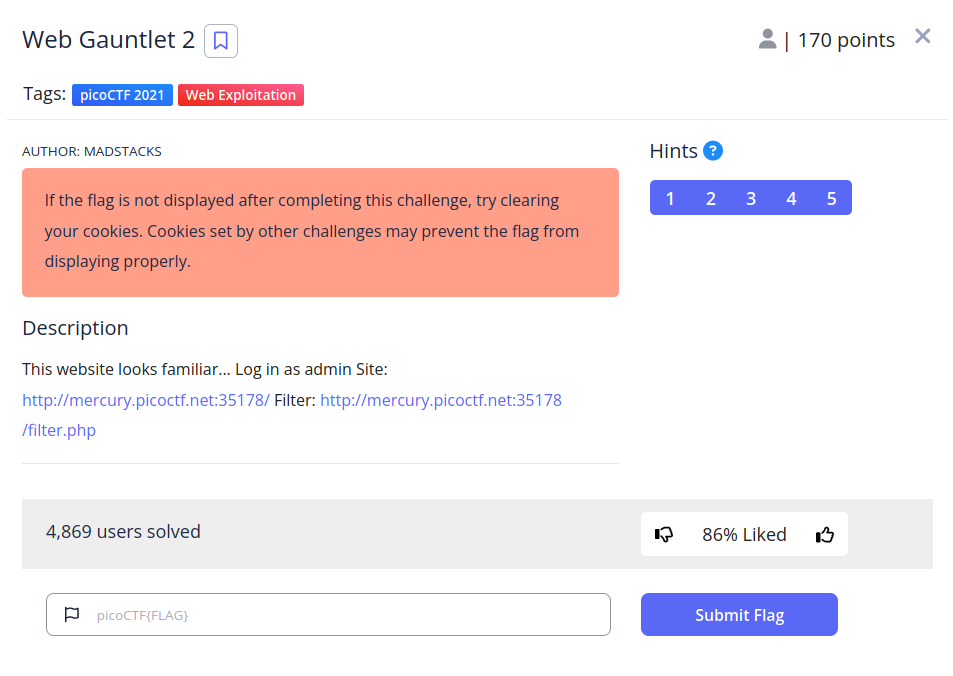 Web Gauntlet 2
| 170 points
Tags: picoCTF 2021 Web Exploitation
AUTHOR: MADSTACKS
If the flag is not displayed after completing this challenge, try clearing
your cookies. Cookies set by other challenges may prevent the flag from
displaying properly.
Hints ?
1 2 3 4 5
Description
This website looks familiar... Log in as admin Site:
http://mercury.picoctf.net:35178/ Filter: http://mercury.picoctf.net:35178
/filter.php
4,869 users solved
86% Liked
picoCTF{FLAG}
Submit Flag